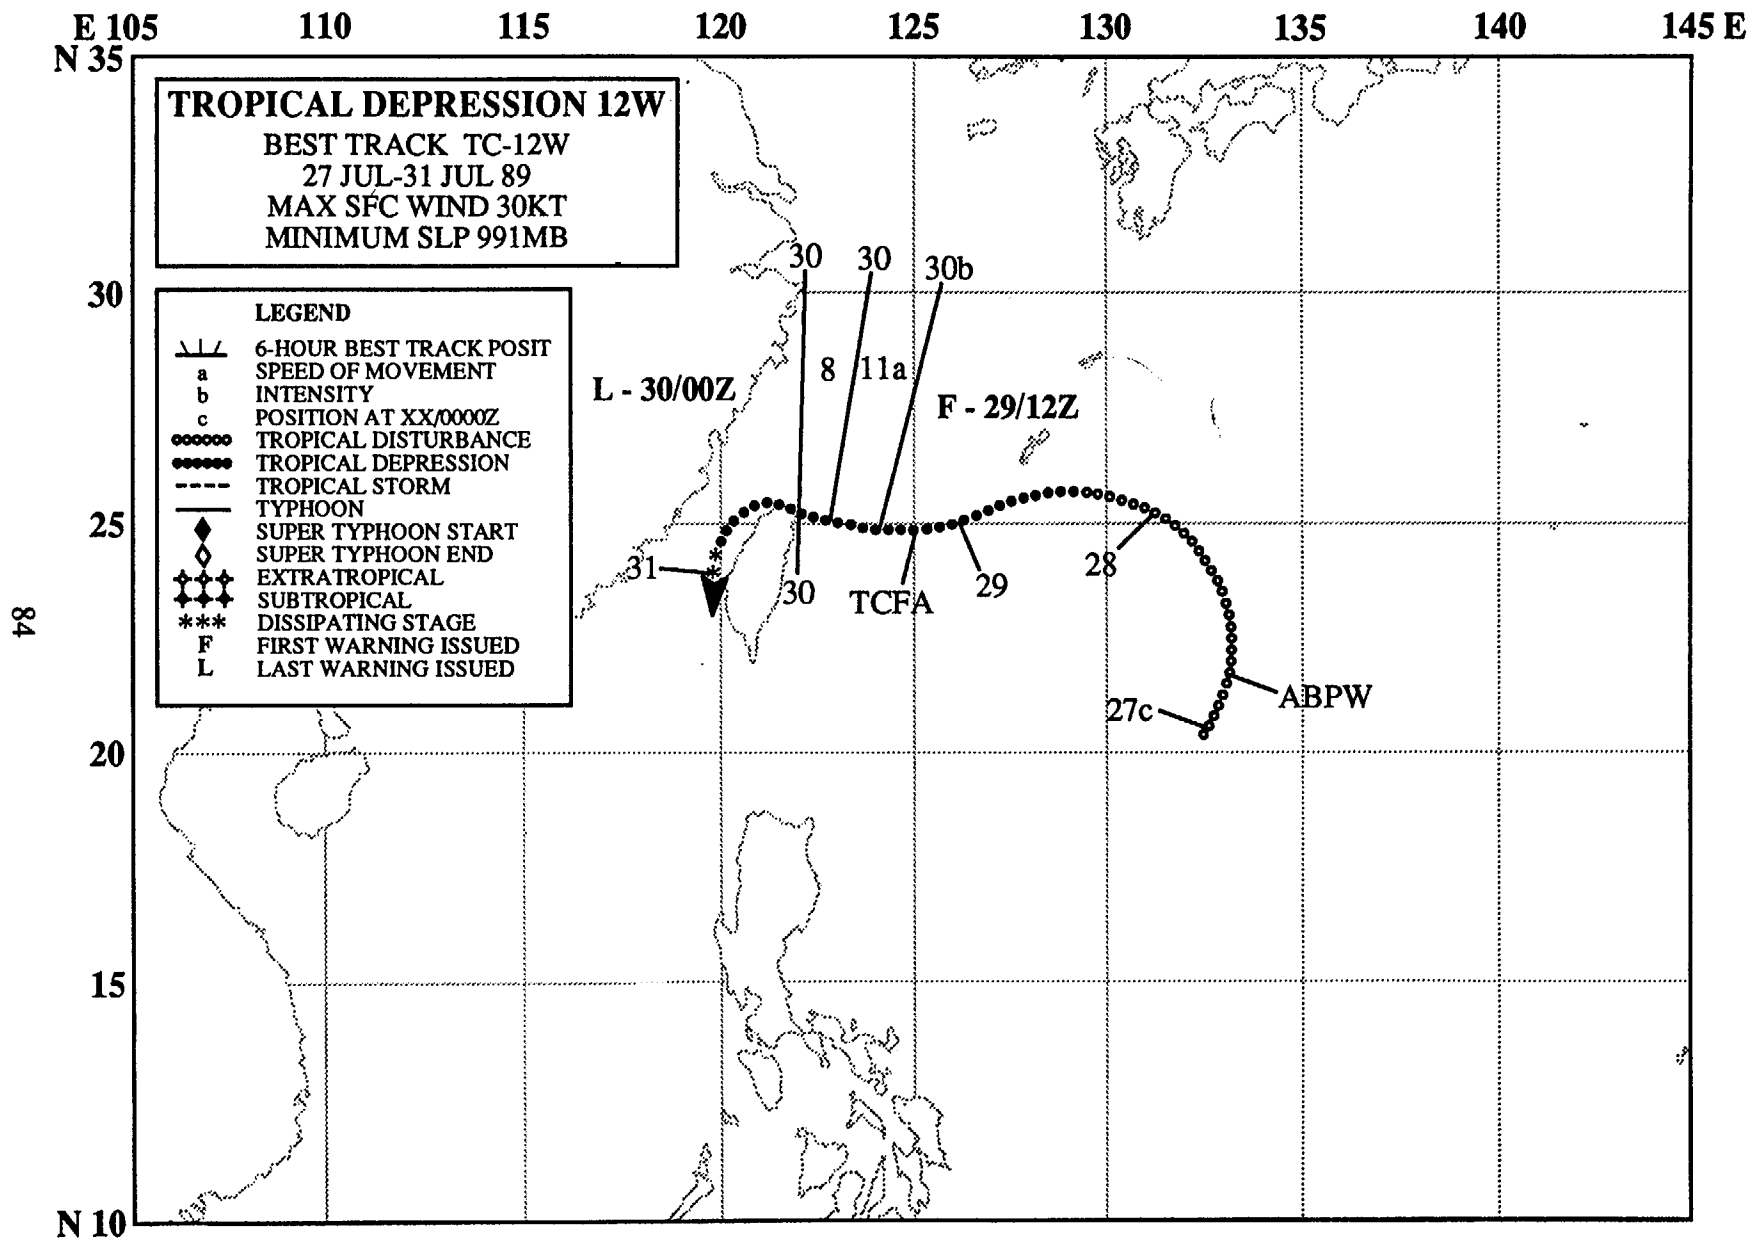 E 105 110 115 120 125 130 135 140 145 E
N 35
TROPICAL DEPRESSION 12W
BEST TRACK TC-12W
27 JUL-31 JUL 89
MAX SFC WIND 30KT
MINIMUM SLP 991MB
30 30 30b
30
LEGEND
6-HOUR BEST TRACK POSIT
a SPEED OF MOVEMENT
b INTENSITY
c POSITION AT XX/0000Z
TROPICAL DISTURBANCE
TROPICAL DEPRESSION
TROPICAL STORM
TYPHOON
SUPER TYPHOON START
SUPER TYPHOON END
EXTRATROPICAL
SUBTROPICAL
*** DISSIPATING STAGE
F FIRST WARNING ISSUED
L LAST WARNING ISSUED
8 11a
L - 30/00Z
F - 29/12Z
25
31
30
TCFA
29
28
84
27c
ABPW
20
15
N 10